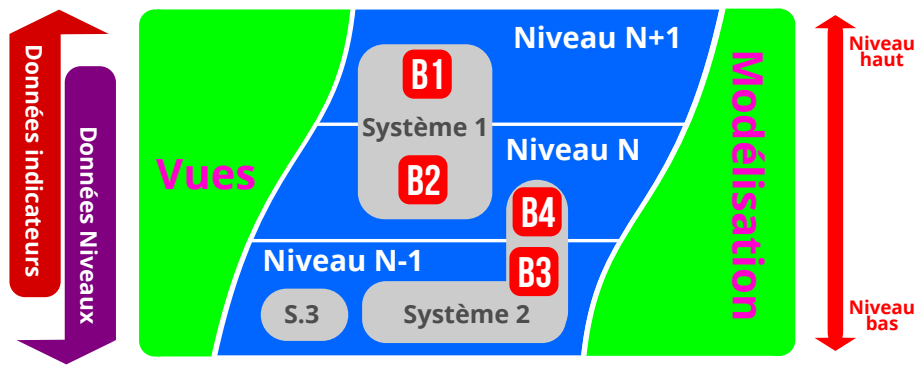 Données indicateurs
Données Niveaux
Vues
Niveau N+1
B1
Système 1
Niveau N
B2
B4
Niveau N-1
B3
S.3
Système 2
Modélisation
Niveau
haut
Niveau
bas